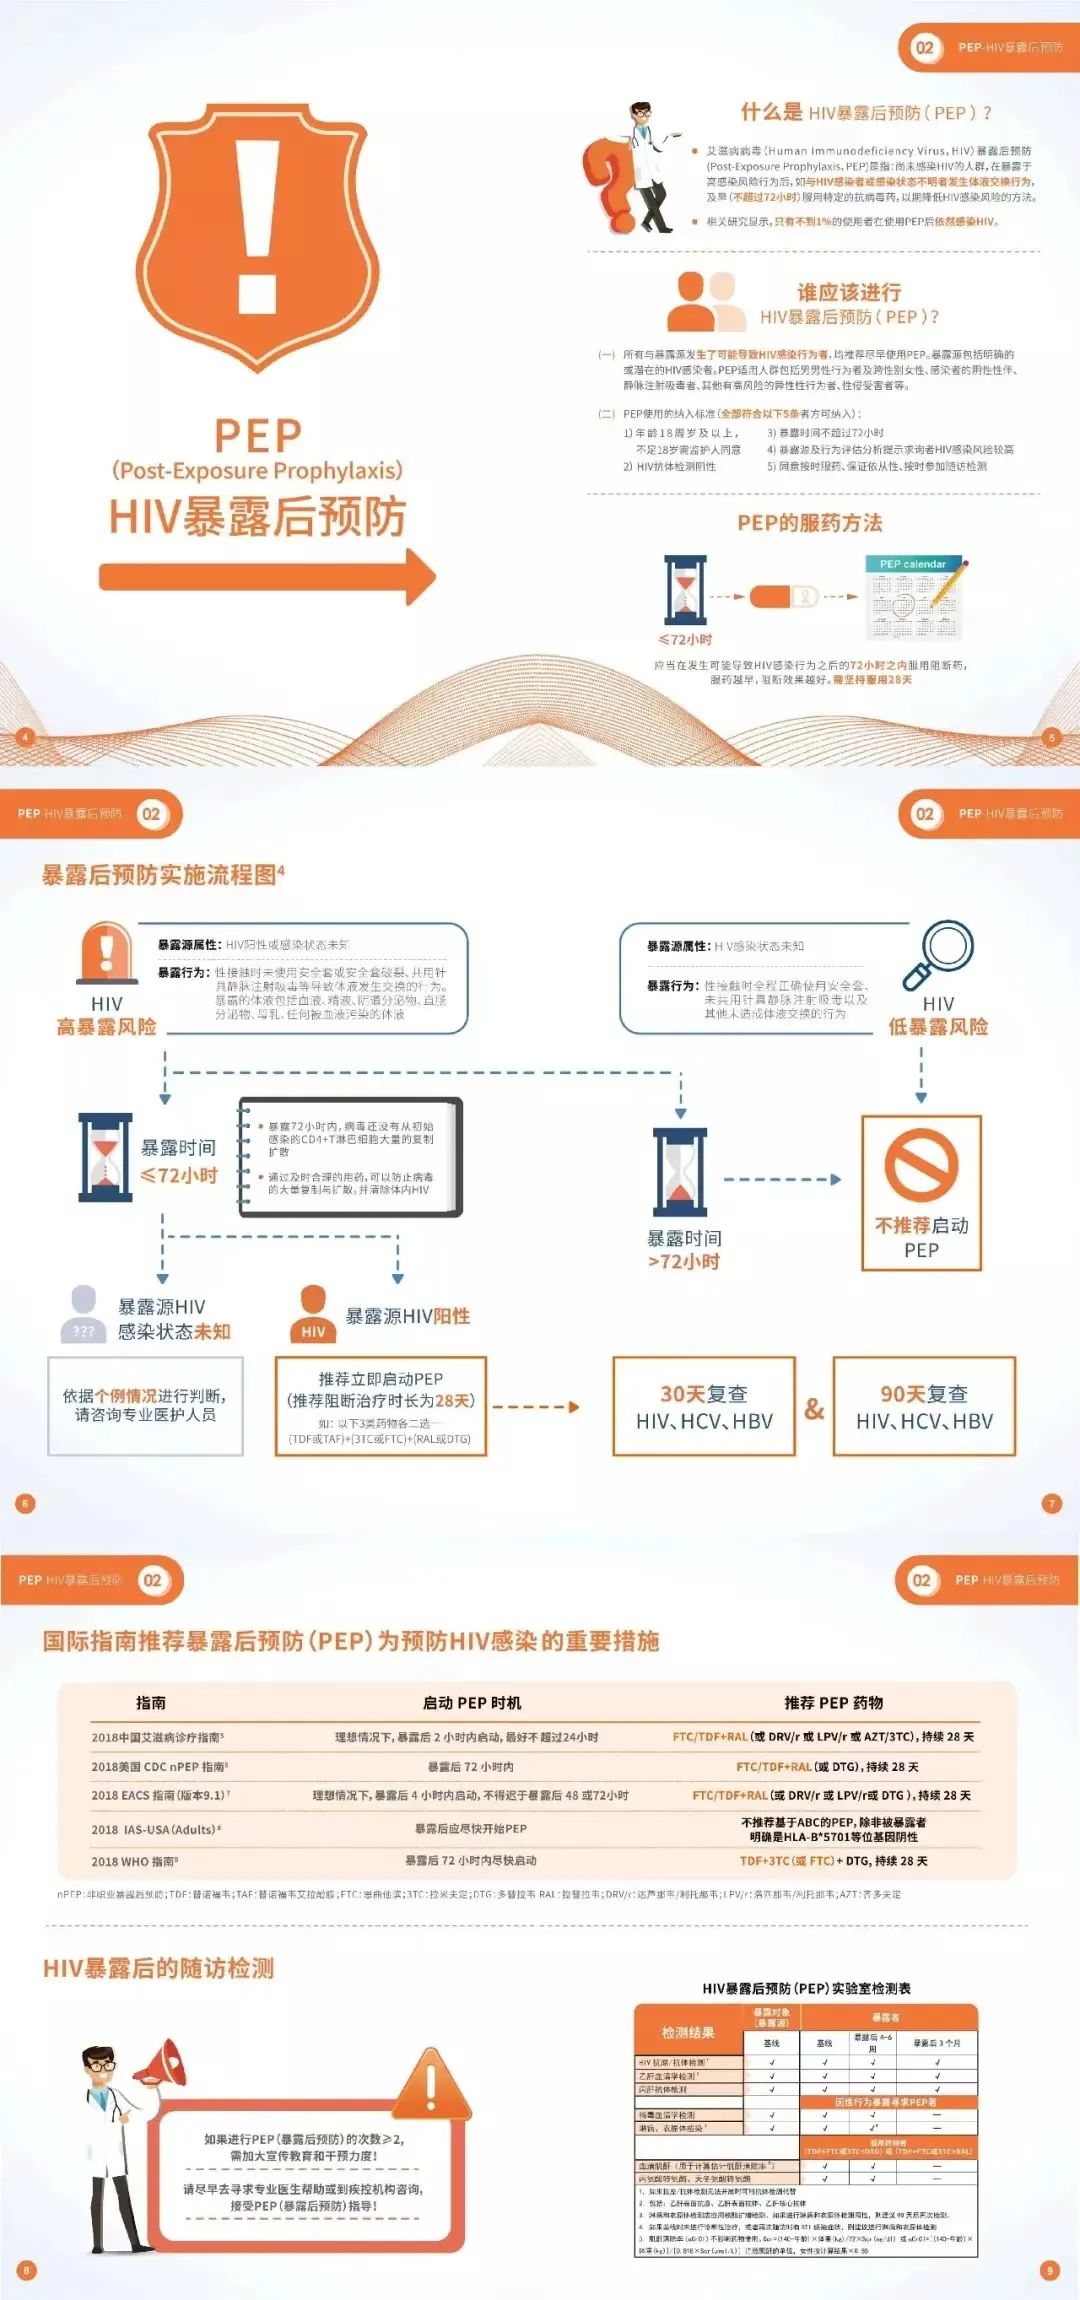 02 PEP-HIV暴露后预防
PEP
(Post-Exposure Prophylaxis)
HIV暴露后预防
什么是 HIV暴露后预防(PEP)?
艾滋病病毒(Human Immunodeficiency Virus, HIV)暴露后预防
(Post-Exposure Prophylaxis, PEP)是指:尚未感染HIV的人群,在暴露于
高感染风险行为后,如与HIV感染者或感染状态不明者发生体液交换行为,
及早(不超过72小时)服用特定的抗病毒药,以期降低HIV感染风险的方法。
相关研究显示,只有不到1%的使用者在使用PEP后依然感染HIV。
谁应该进行
HIV暴露后预防(PEP)?
(一) 所有与暴露源发生了可能导致HIV感染行为者,均推荐尽早使用PEP。暴露源包括明确的
或潜在的HIV感染者。PEP适用人群包括男男性行为者及跨性别女性、感染者的阴性性伴、
静脉注射吸毒者、其他有高风险的异性性行为者、性侵受害者等。
(二) PEP使用的纳入标准(全部符合以下5条者方可纳入):
1) 年龄18周岁及以上,
不足18岁需监护人同意
2) HIV抗体检测阴性
3) 暴露时间不超过72小时
4) 暴露源及行为评估分析提示求询者HIV感染风险较高
5) 同意按时服药、保证依从性、按时参加随访检测
PEP的服药方法
PEP calendar
≤72小时
应当在发生可能导致HIV感染行为之后的72小时之内服用阻断药,
服药越早,阻断效果越好。需坚持服用28天
4
5
PEP HIV暴露后预防 02
02 PEP HIV暴露后预防
暴露后预防实施流程图4
HIV
高暴露风险
暴露源属性: HIV阳性或感染状态未知
暴露行为: 性接触时未使用安全套或安全套破裂、共用针
具静脉注射吸毒等导致体液发生交换的行为。
暴露的体液包括血液、精液、阴道分泌物、直肠
分泌物、母乳、任何被血液污染的体液
暴露源属性: HIV感染状态未知
暴露行为: 性接触时全程正确使用安全套、
未共用针具静脉注射吸毒以及
其他未造成体液交换的行为
HIV
低暴露风险
暴露时间
≤72小时
暴露72小时内,病毒还没有从初始
感染的CD4+T淋巴细胞大量的复制
扩散
通过及时合理的用药,可以防止病毒
的大量复制与扩散,并清除体内HIV
暴露时间
>72小时
不推荐启动
PEP
???
暴露源HIV
感染状态未知
HIV
暴露源HIV阳性
依据个例情况进行判断,
请咨询专业医护人员
推荐立即启动PEP
(推荐阻断治疗时长为28天)
如: 以下3类药物各二选一
(TDF或TAF)+(3TC或FTC)+(RAL或DTG)
30天复查
HIV、HCV、HBV
&
90天复查
HIV、HCV、HBV
6
7
PEP HIV暴露后预防 02
02 PEP HIV暴露后预防
国际指南推荐暴露后预防(PEP)为预防HIV感染的重要措施
指南 启动 PEP 时机 推荐 PEP 药物
2018中国艾滋病诊疗指南5 理想情况下,暴露后 2 小时内启动,最好不超过24小时 FTC/TDF+RAL(或 DRV/r 或 LPV/r 或 AZT/3TC),持续 28 天
2018美国 CDC nPEP 指南 暴露后 72 小时内 FTC/TDF+RAL(或 DTG),持续 28 天
2018 EACS 指南(版本9.1)7 理想情况下,暴露后 4 小时内启动,不得迟于暴露后 48 或72小时 FTC/TDF+RAL(或 DRV/r 或 LPV/r或 DTG ),持续 28 天
2018 IAS-USA(Adults)8 暴露后应尽快开始PEP 不推荐基于ABC的PEP,除非被暴露者
明确是HLA-B*5701等位基因阴性
2018 WHO 指南9 暴露后 72 小时内尽快启动 TDF+3TC(或 FTC)+ DTG, 持续 28 天
nPEP:非职业暴露后预防;TDF:替诺福韦;TAF:替诺福韦艾拉酚胺;FTC:恩曲他滨;3TC:拉米夫定;DTG:多替拉韦 RAL:拉替拉韦;DRV/r:达芦那韦/利托那韦;LPV/r:洛匹那韦/利托那韦;AZT:齐多夫定
HIV暴露后的随访检测
如果进行PEP(暴露后预防)的次数≥2,
需加大宣传教育和干预力度!
请尽早去寻求专业医生帮助或到疾控机构咨询,
接受PEP(暴露后预防)指导!
HIV暴露后预防(PEP)实验室检测表
检测结果 暴露对象 (暴露源) 暴露者
基线 基线 暴露后 4-6 周 暴露后 3 个月
HIV 抗原/抗体检测1 √ √ √ √
乙肝血清学检测2 √ √ √ √
丙肝抗体检测 √ √ √ √
因性行为暴露寻求PEP者
梅毒血清学检测 √ √ √ —
淋病、衣原体感染3 √ √ √4 —
服用药物者
(TDF+FTC或3TC+DTG) 或 (TDF+FTC或3TC+RAL)
血清肌酐(用于计算估计肌酐清除率5) √ √ —
丙氨酸转氨酶、天冬氨酸转氨酶 √ √ —
1. 如果抗原/抗体检测无法开展时可用抗体检测代替
2. 包括:乙肝表面抗原、乙肝表面抗体、乙肝核心抗体
8
9